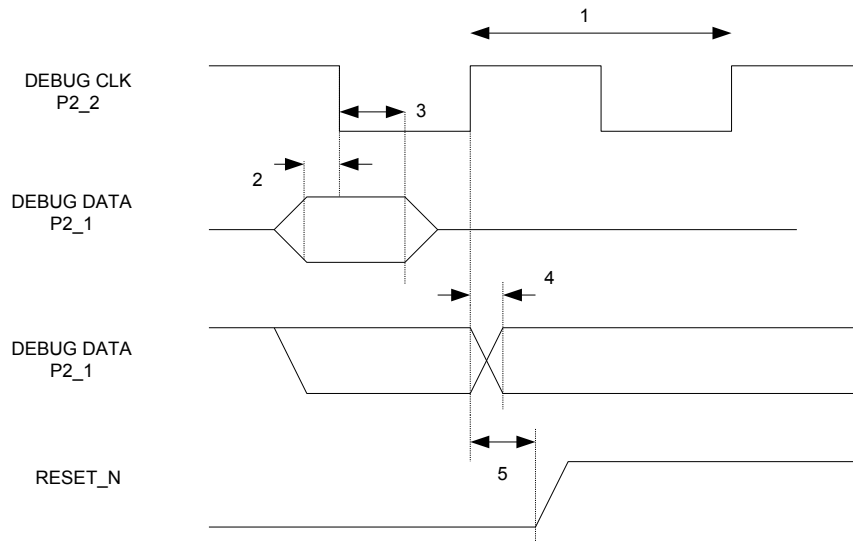 1
DEBUG CLK
P2_2
3
2
DEBUG DATA
P2_1
4
DEBUG DATA
P2_1
5
RESET_N